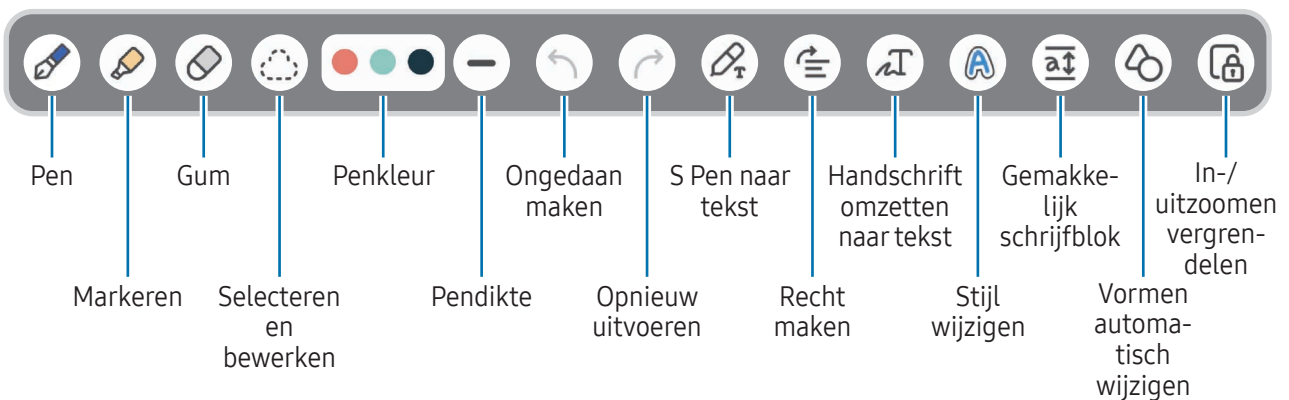 Pen
Gum
Penkleur
Ongedaan
maken
S Pen naar
tekst
Handschrift
omzetten
naar tekst
Gemakke-
lijk
schrijfblok
In-/
uitzoomen
vergren-
delen
Markeren
Selecteren
en
bewerken
Pendikte
Opnieuw
uitvoeren
Recht
maken
Stijl
wijzigen
Vormen
automa-
tisch
wijzigen